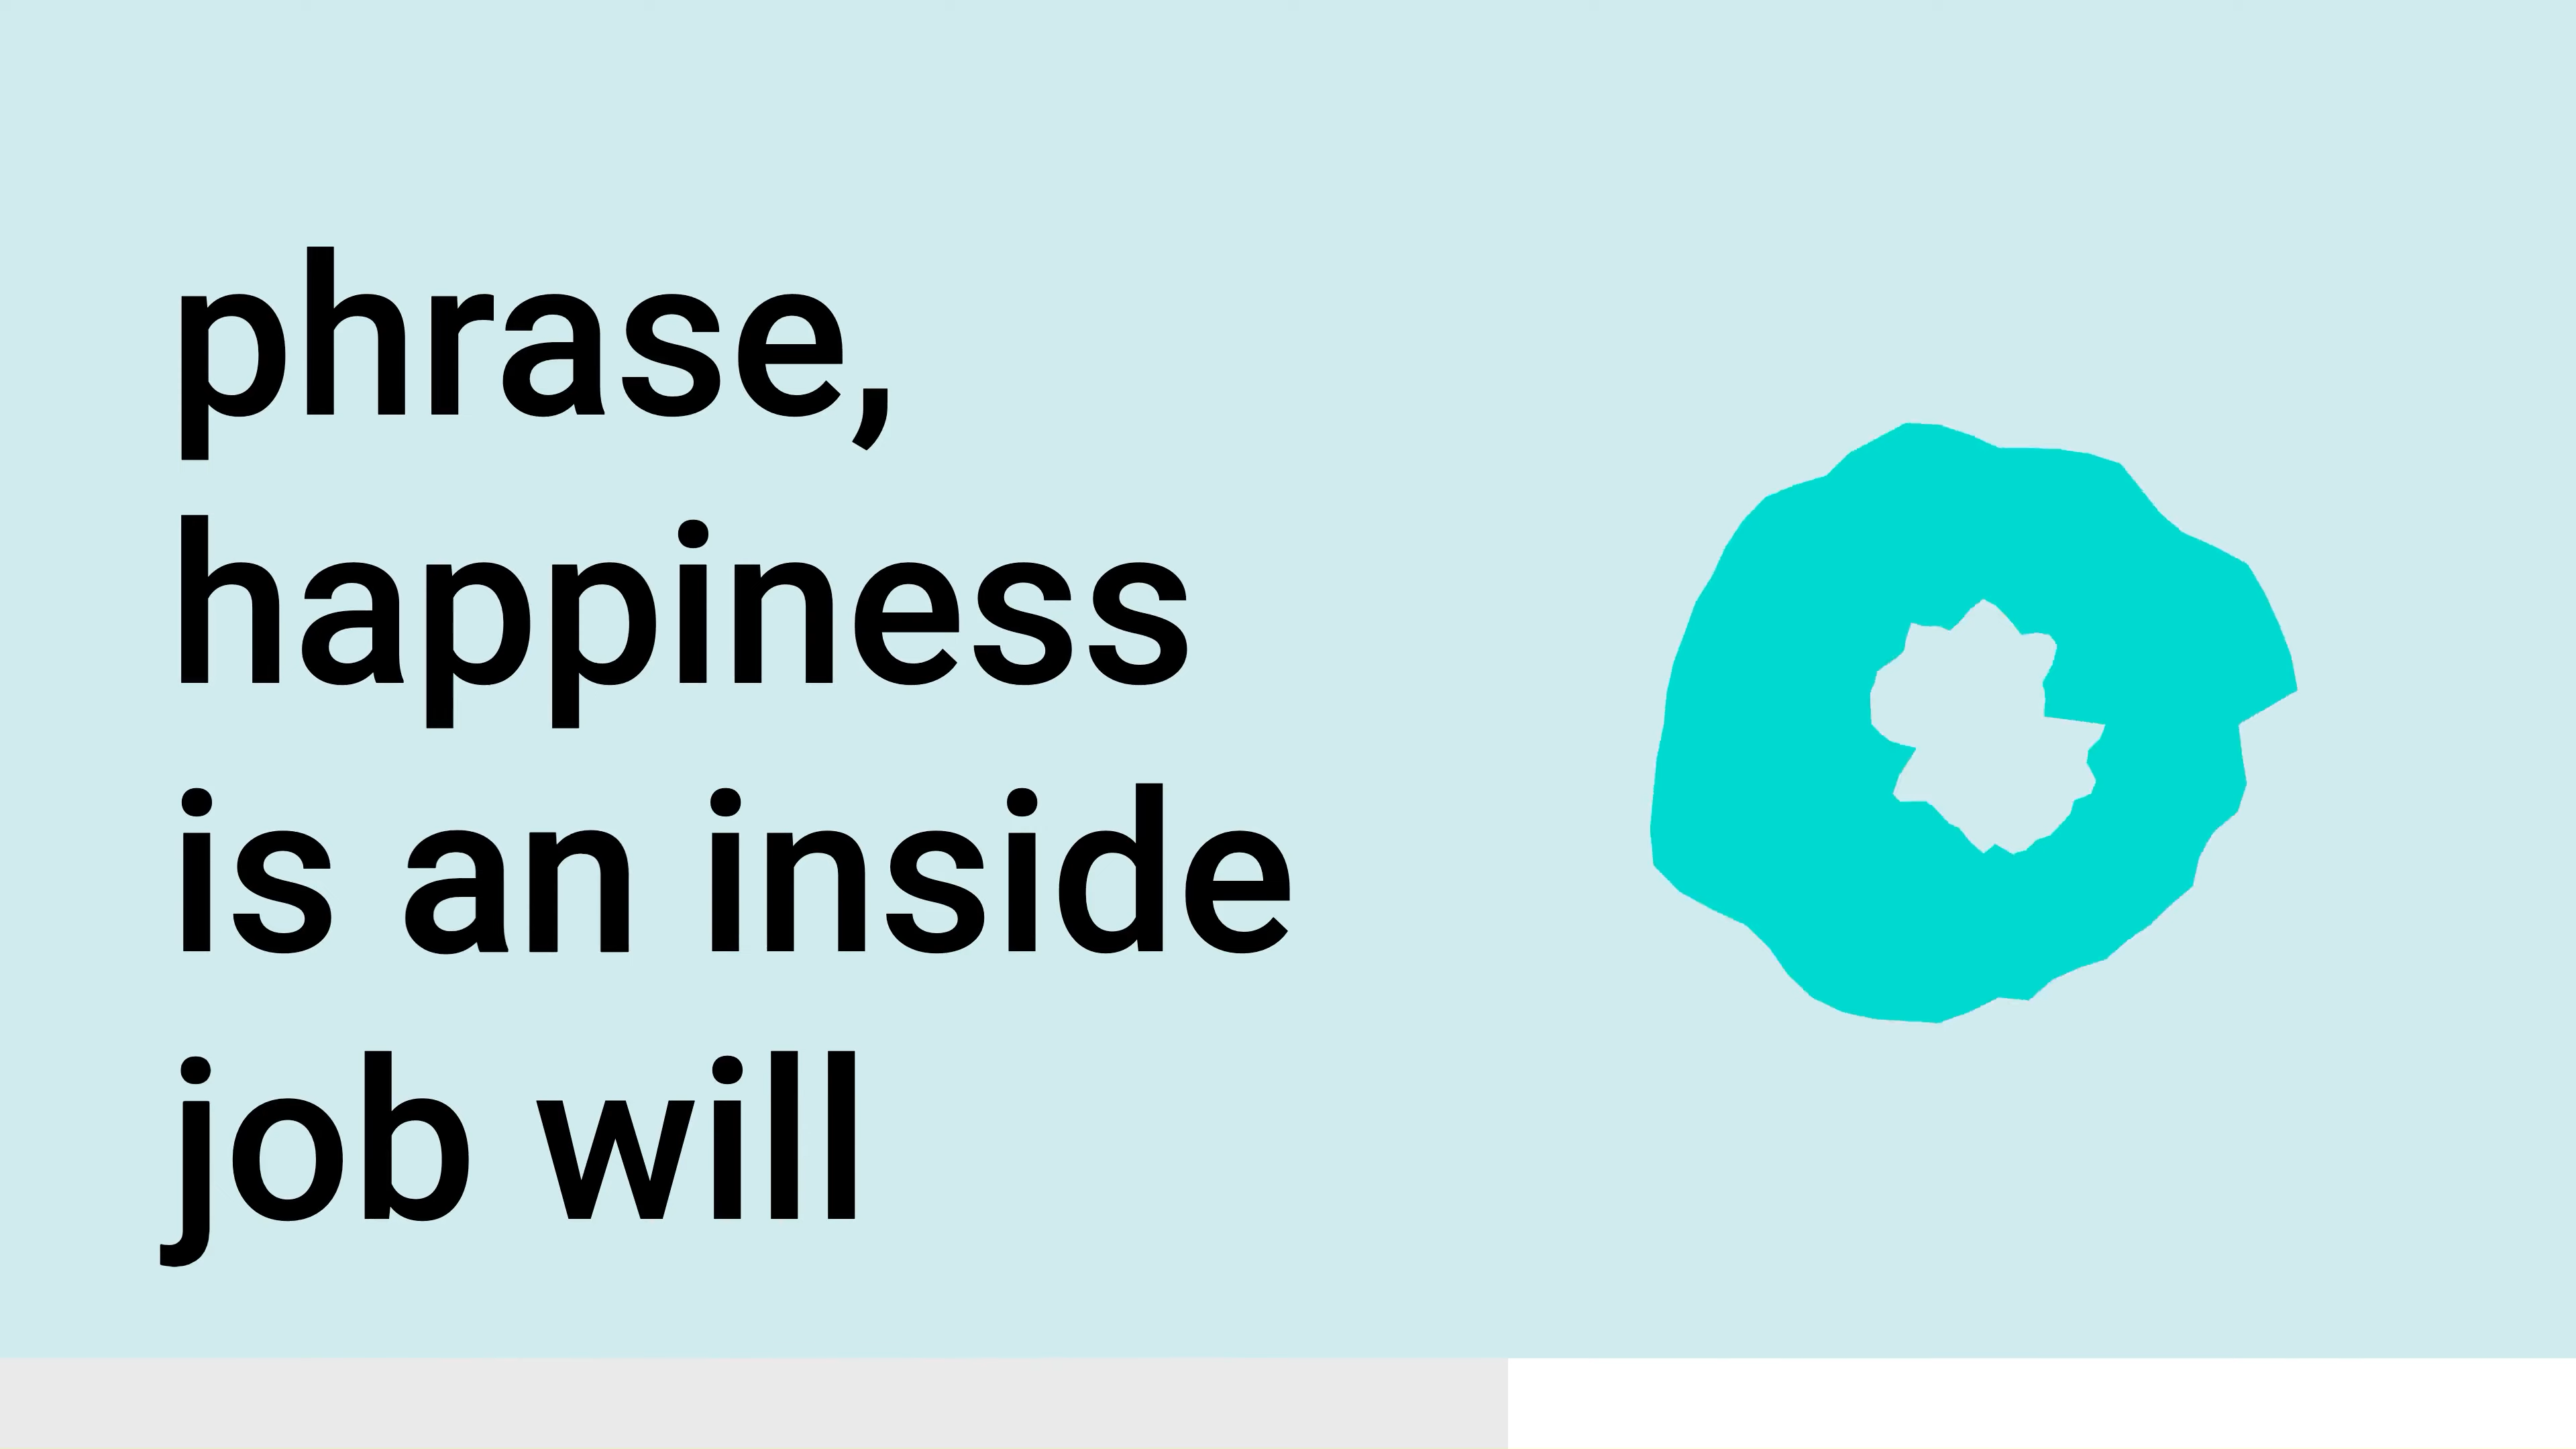 phrase,
happiness
is an inside
job will